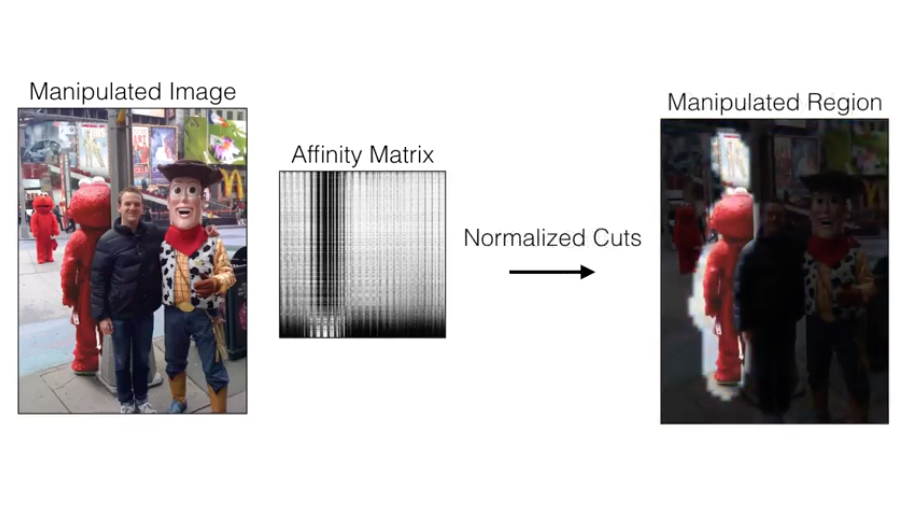 Manipulated Image
Affinity Matrix
Normalized Cuts
Manipulated Region